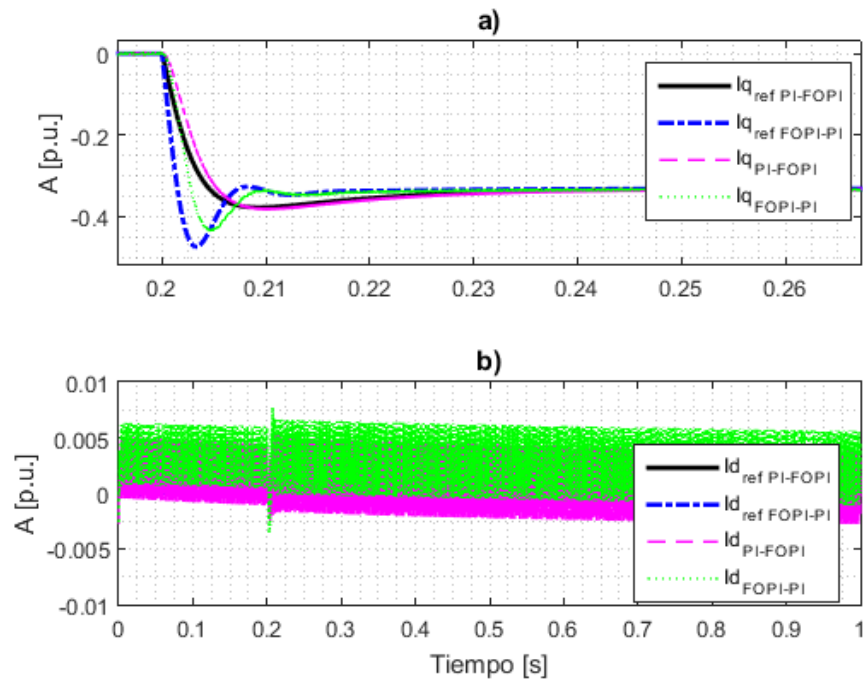 a)
0
-0.2
-0.4
A [p.u.]
Iq ref PI-FOPI
Iq ref FOPI-PI
Iq PI-FOPI
Iq FOPI-PI
0.2 0.21 0.22 0.23 0.24 0.25 0.26
b)
0.01
0.005
0
-0.005
-0.01
A [p.u.]
Id ref PI-FOPI
Id ref FOPI-PI
Id PI-FOPI
Id FOPI-PI
0 0.1 0.2 0.3 0.4 0.5 0.6 0.7 0.8 0.9 1
Tiempo [s]